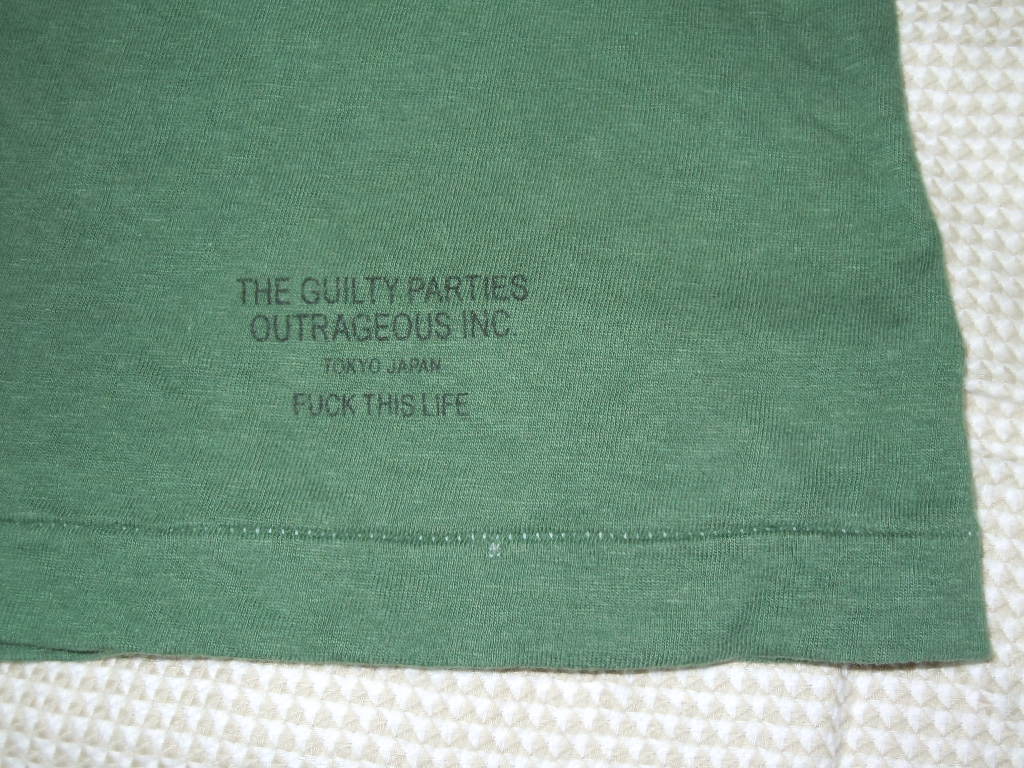 THE GUILTY PARTIES
OUTRAGEOUS INC.
TOKYO JAPAN
FUCK THIS LIFE